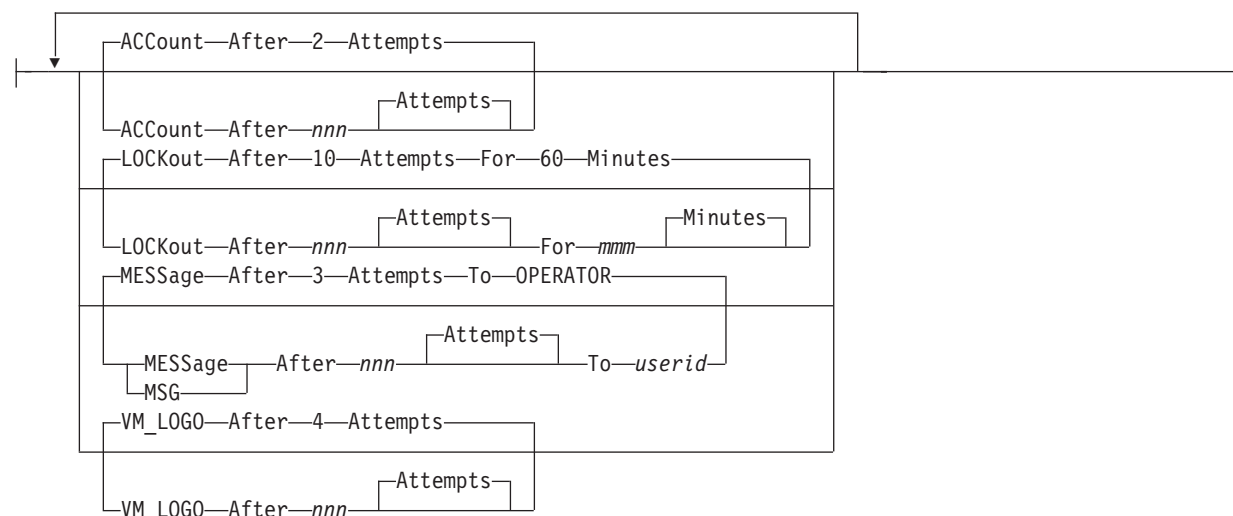 ACCount After 2 Attempts
Attempts
ACCount After nnn
LOCKout After 10 Attempts For 60 Minutes
Attempts Minutes
LOCKout After nnn For mmm
MESSage After 3 Attempts To OPERATOR
Attempts
MESSage After nnn To userid
MSG
VM_LOGO After 4 Attempts
Attempts
VM_LOGO After nnn